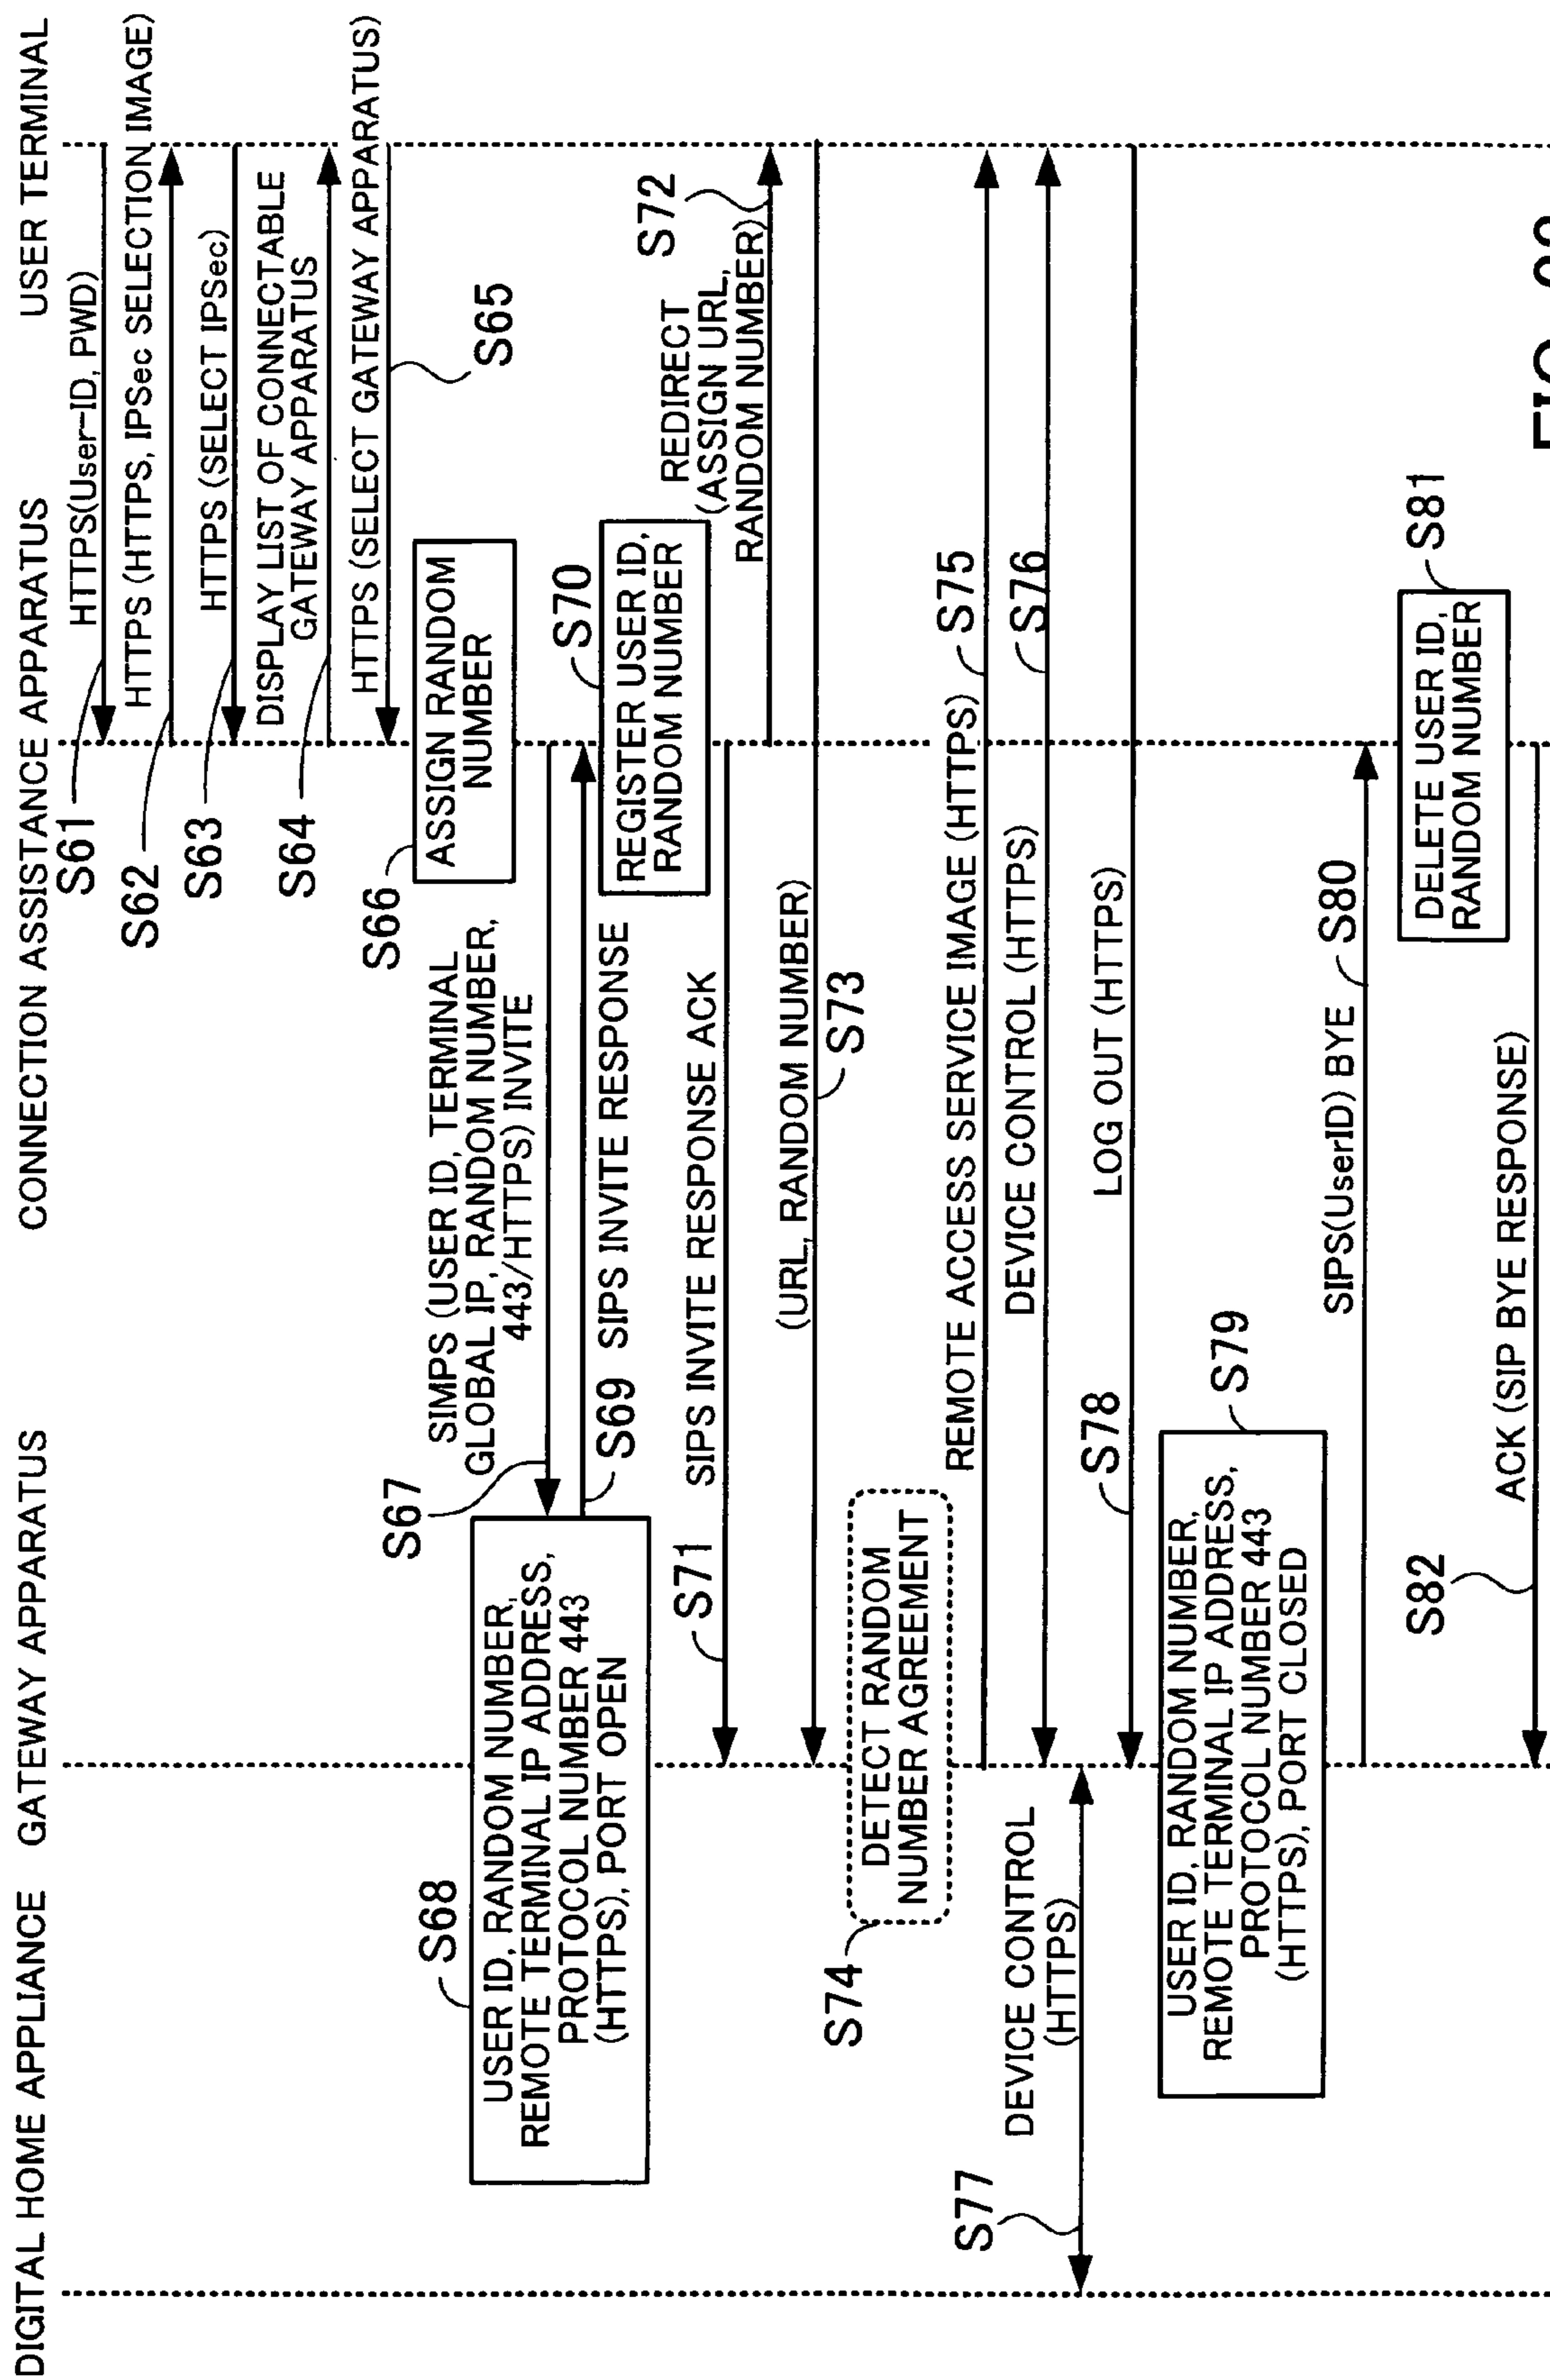 DIGITAL HOME APPLIANCE
GATEWAY APPARATUS
CONNECTION ASSISTANCE APPARATUS
USER TERMINAL
S61
HTTPS(User-ID, PWD)
S62
HTTPS (HTTPS, IPSec SELECTION IMAGE)
S63
HTTPS (SELECT IPSec)
S64
DISPLAY LIST OF CONNECTABLE
GATEWAY APPARATUS
HTTPS (SELECT GATEWAY APPARATUS)
S65
S66
ASSIGN RANDOM
NUMBER
S67
SIMPS (USER ID, TERMINAL
GLOBAL IP, RANDOM NUMBER,
443/HTTPS) INVITE
S68
USER ID, RANDOM NUMBER,
REMOTE TERMINAL IP ADDRESS,
PROTOCOL NUMBER 443
(HTTPS), PORT OPEN
S69
SIPS INVITE RESPONSE
S70
REGISTER USER ID,
RANDOM NUMBER
S71
SIPS INVITE RESPONSE ACK
REDIRECT
(ASSIGN URL,
RANDOM NUMBER)
S72
(URL, RANDOM NUMBER)
S73
S74
DETECT RANDOM
NUMBER AGREEMENT
REMOTE ACCESS SERVICE IMAGE (HTTPS)
S75
DEVICE CONTROL (HTTPS)
S76
S77
DEVICE CONTROL
(HTTPS)
S78
LOG OUT (HTTPS)
USER ID, RANDOM NUMBER,
REMOTE TERMINAL IP ADDRESS,
PROTOCOL NUMBER 443
(HTTPS), PORT CLOSED
S79
SIPS(UserID) BYE
S80
DELETE USER ID,
RANDOM NUMBER
S81
S82
ACK (SIP BYE RESPONSE)